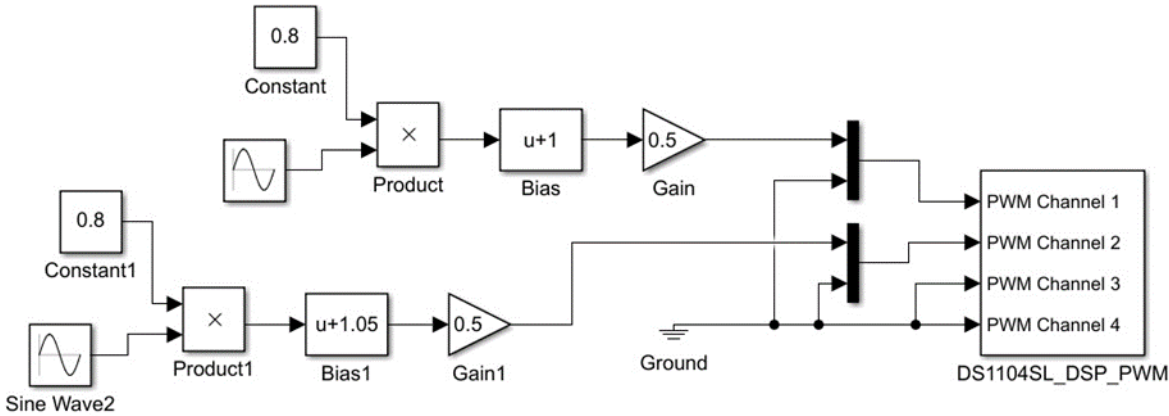 0.8
Constant
×
Product
u+1
Bias
0.5
Gain
0.8
Constant1
Sine Wave2
×
Product1
u+1.05
Bias1
0.5
Gain1
Ground
PWM Channel 1
PWM Channel 2
PWM Channel 3
PWM Channel 4
DS1104SL_DSP_PWM